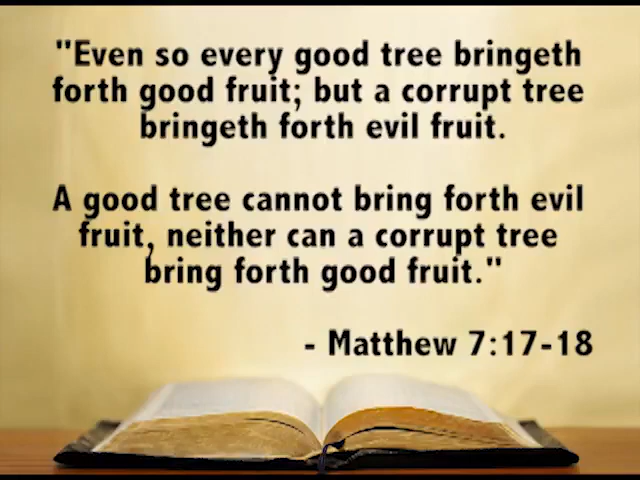 "Even so every good tree bringeth
forth good fruit; but a corrupt tree
bringeth forth evil fruit.
A good tree cannot bring forth evil
fruit, neither can a corrupt tree
bring forth good fruit."
- Matthew 7:17-18